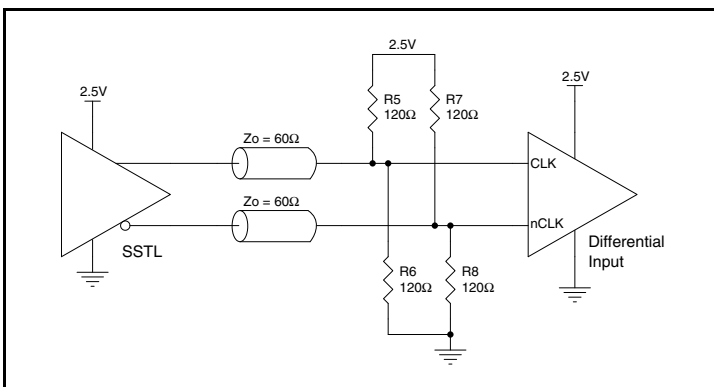 2.5V
2.5V
2.5V
R5
120Ω
R7
120Ω
Zo = 60Ω
CLK
Zo = 60Ω
nCLK
SSTL
Differential
Input
R6
120Ω
R8
120Ω